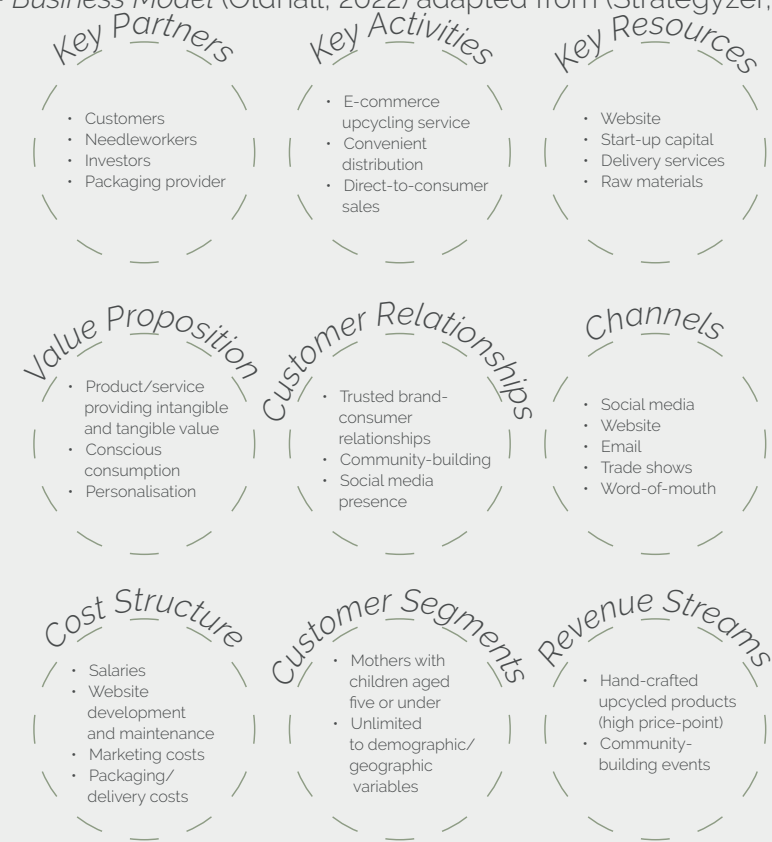 Business Model (Oldhall, 2022) adapted from (Strategyzer,
Key Partners
• Customers
• Needleworkers
• Investors
• Packaging provider
Key Activities
• E-commerce
upcycling service
• Convenient
distribution
• Direct-to-consumer
sales
Key Resources
• Website
• Start-up capital
• Delivery services
• Raw materials
Value Proposition
• Product/service
providing intangible
and tangible value
• Conscious
consumption
• Personalisation
Customer Relationships
• Trusted brand-
consumer
relationships
• Community-building
• Social media
presence
Channels
• Social media
• Website
• Email
• Trade shows
• Word-of-mouth
Cost Structure
• Salaries
• Website
development
and maintenance
• Marketing costs
• Packaging/
delivery costs
Customer Segments
• Mothers with
children aged
five or under
• Unlimited
to demographic/
geographic
variables
Revenue Streams
• Hand-crafted
upcycled products
(high price-point)
• Community-
building events